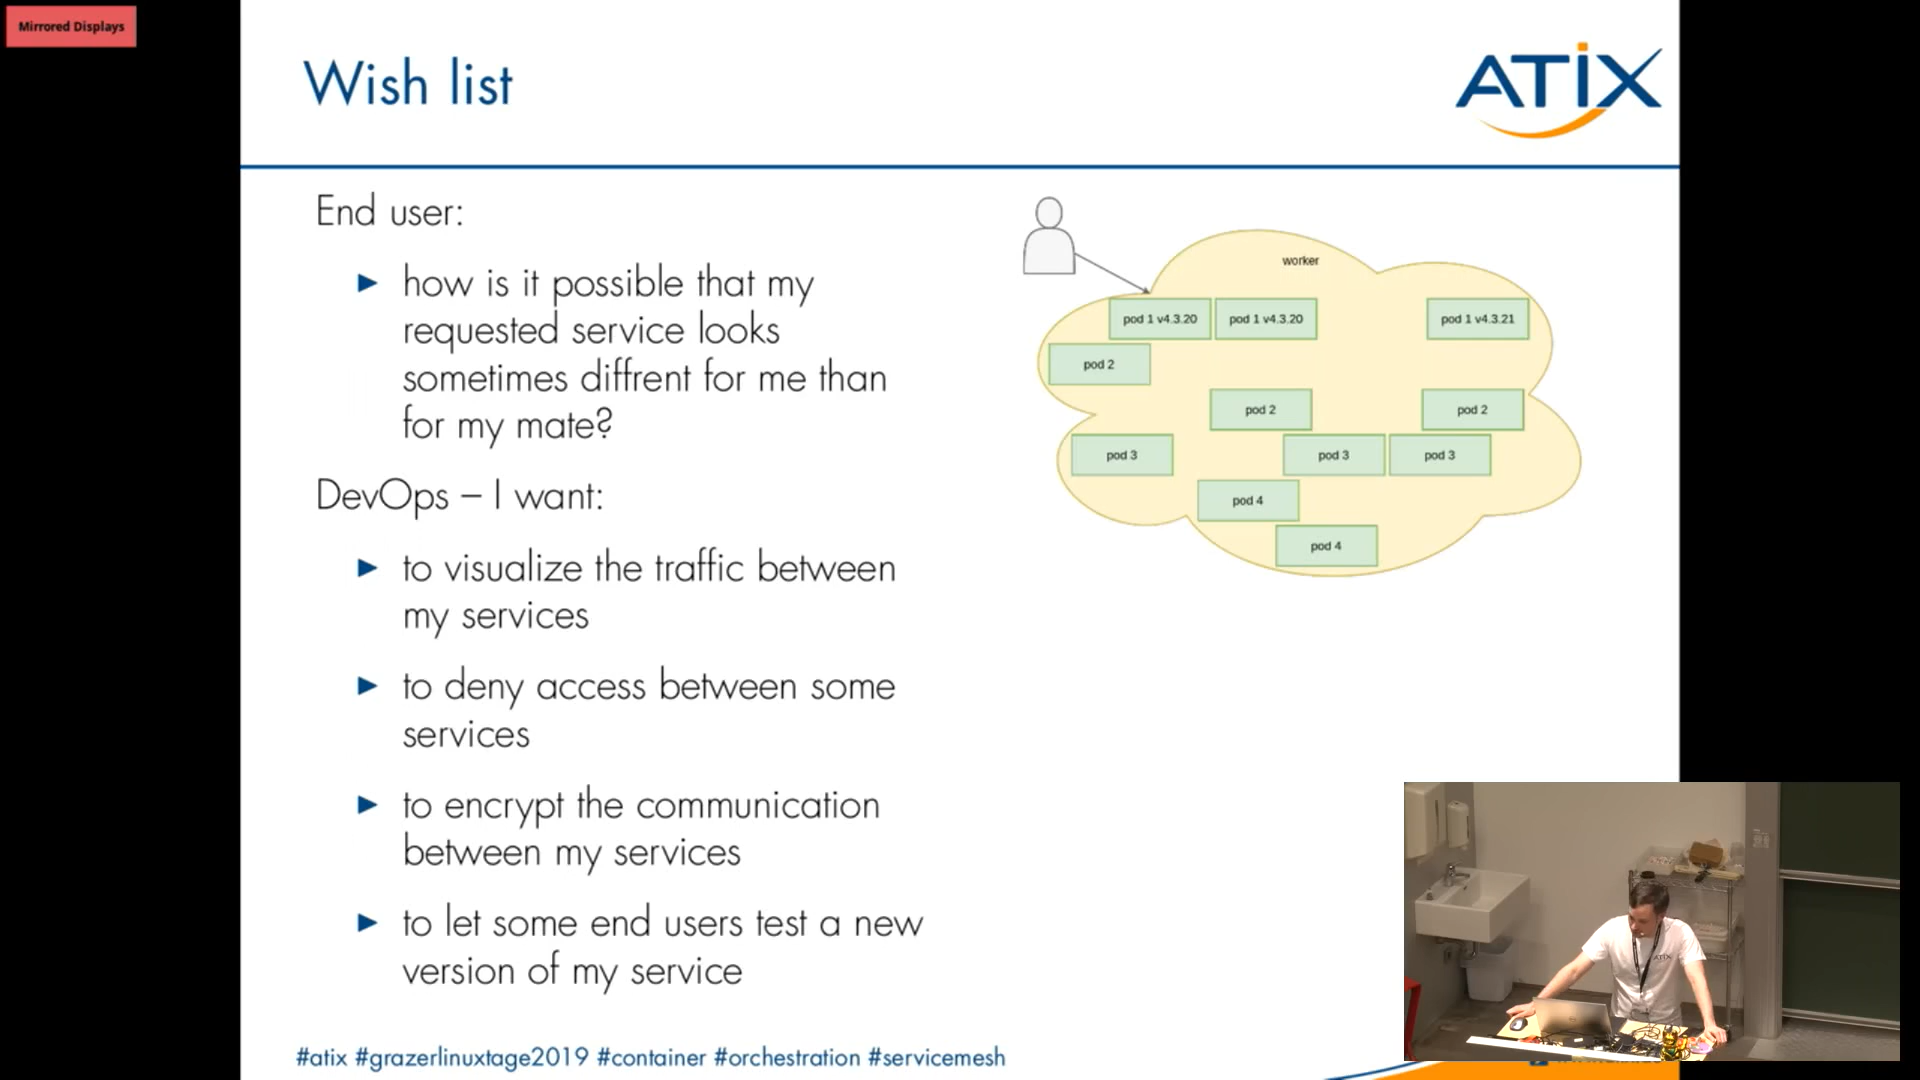 Mirrored Displays
Wish list
ATIX
End user:
how is it possible that my
requested service looks
sometimes diffrent for me than
for my mate?
DevOps – I want:
to visualize the traffic between
my services
to deny access between some
services
to encrypt the communication
between my services
to let some end users test a new
version of my service
worker
pod 1 v4.3.20
pod 1 v4.3.20
pod 1 v4.3.21
pod 2
pod 2
pod 2
pod 3
pod 3
pod 3
pod 4
pod 4
ATIX
#atix #grazerlinuxtage2019 #container #orchestration #servicemesh